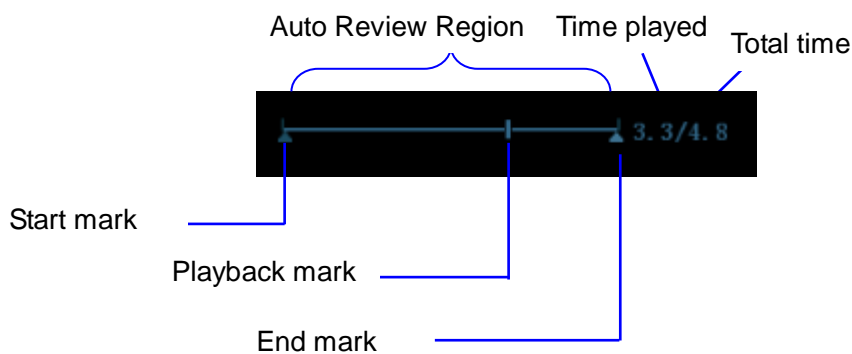 Auto Review Region
Time played
Total time
3.3/4.8
Start mark
Playback mark
End mark